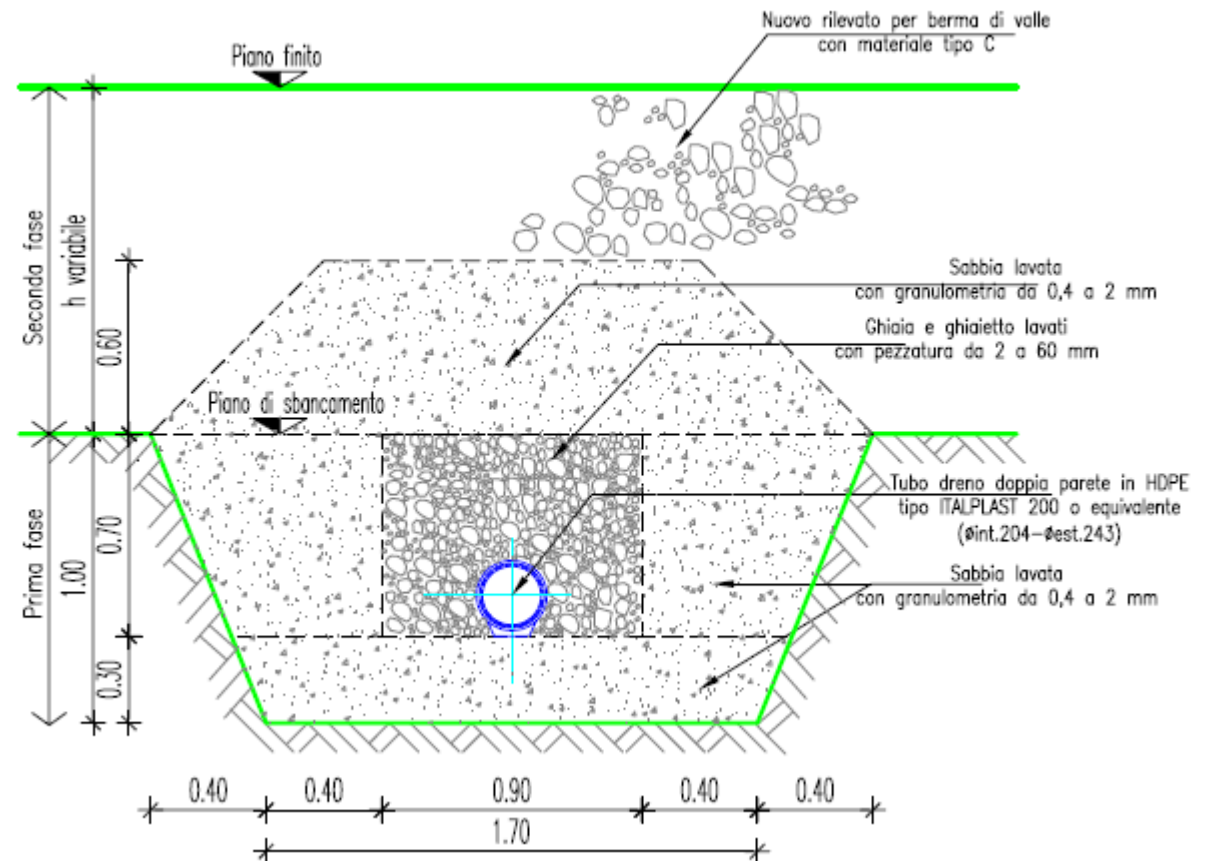 Nuovo rilevato per berma di valle
con materiale tipo C
Piano finito
Seconda fase
h variabile
0.60
Sabbia lavata
con granulometria da 0,4 a 2 mm
Ghiaia e ghiaietto lavati
con pezzatura da 2 a 60 mm
Piano di sbancamento
Prima fase
1.00
0.70
0.30
Tubo dreno doppia parete in HDPE
tipo ITALPLAST 200 o equivalente
(øint.204-øest.243)
Sabbia lavata
con granulometria da 0,4 a 2 mm
0.40 0.40 0.90 0.40 0.40
1.70